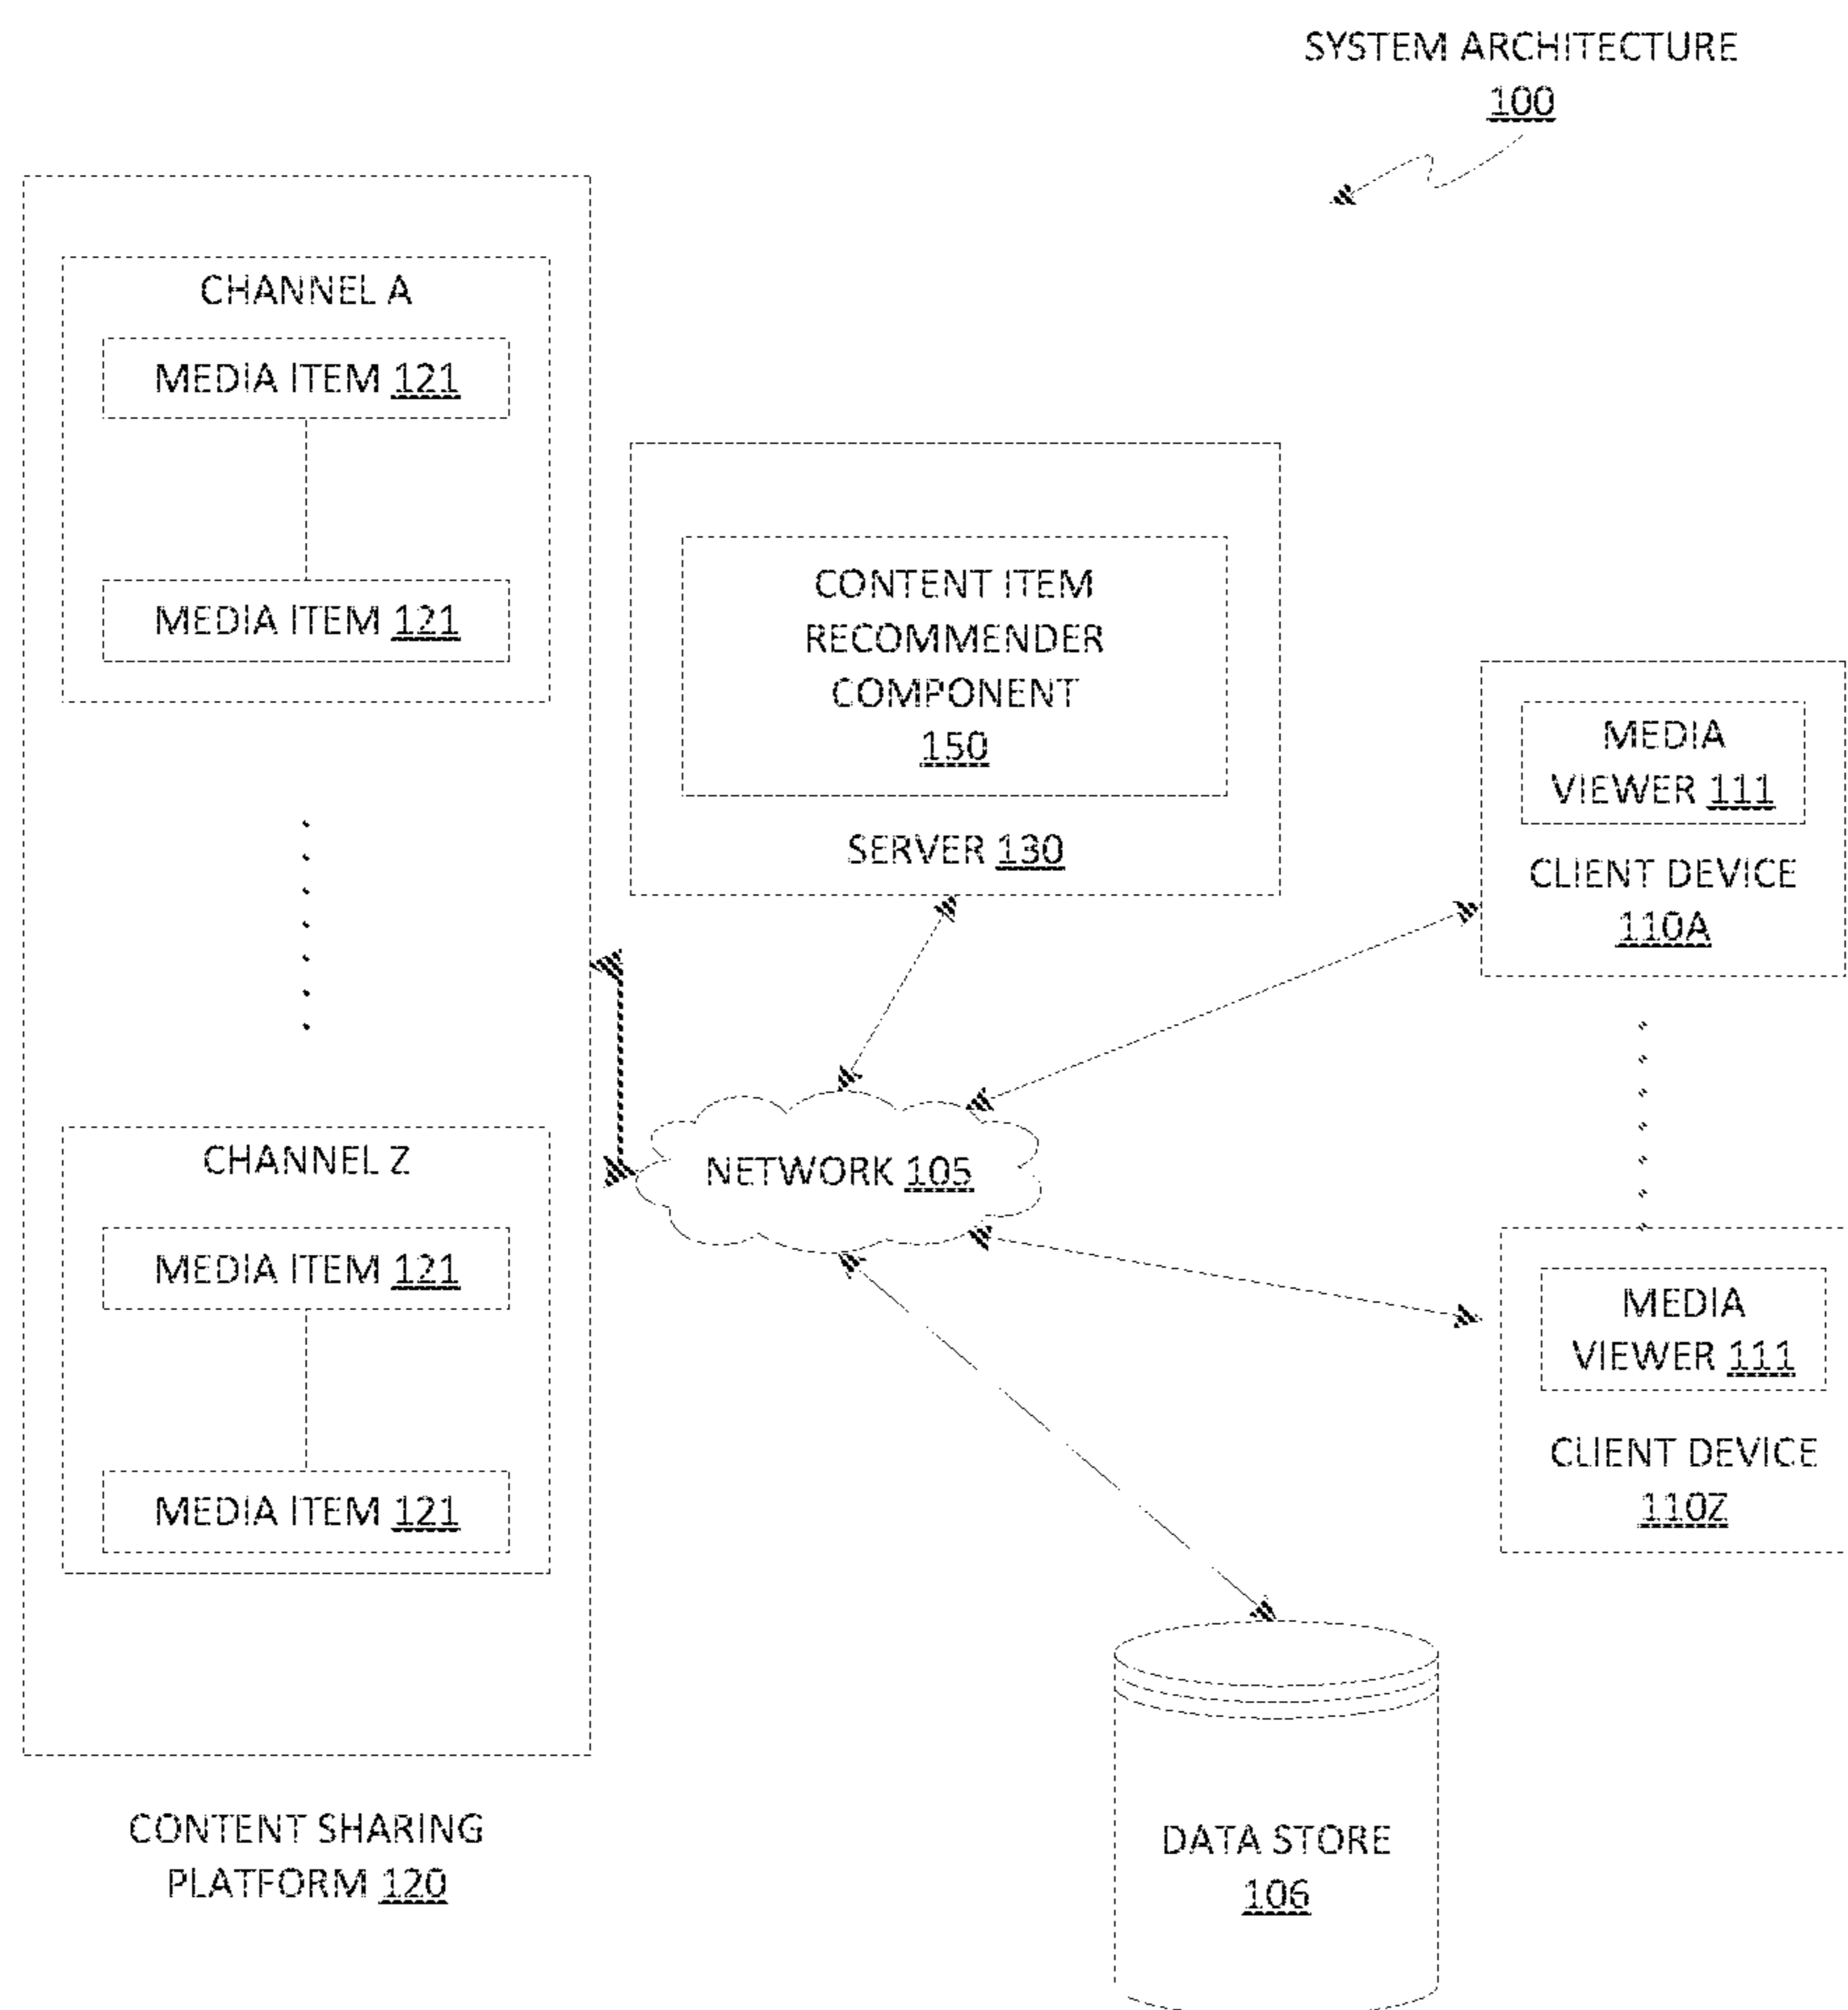 SYSTEM ARCHITECTURE
100
CHANNEL A
MEDIA ITEM 121
MEDIA ITEM 121
CHANNEL Z
MEDIA ITEM 121
MEDIA ITEM 121
CONTENT SHARING
PLATFORM 120
CONTENT ITEM
RECOMMENDER
COMPONENT
150
SERVER 130
NETWORK 105
MEDIA
VIEWER 111
CLIENT DEVICE
110A
MEDIA
VIEWER 111
CLIENT DEVICE
110Z
DATA STORE
106